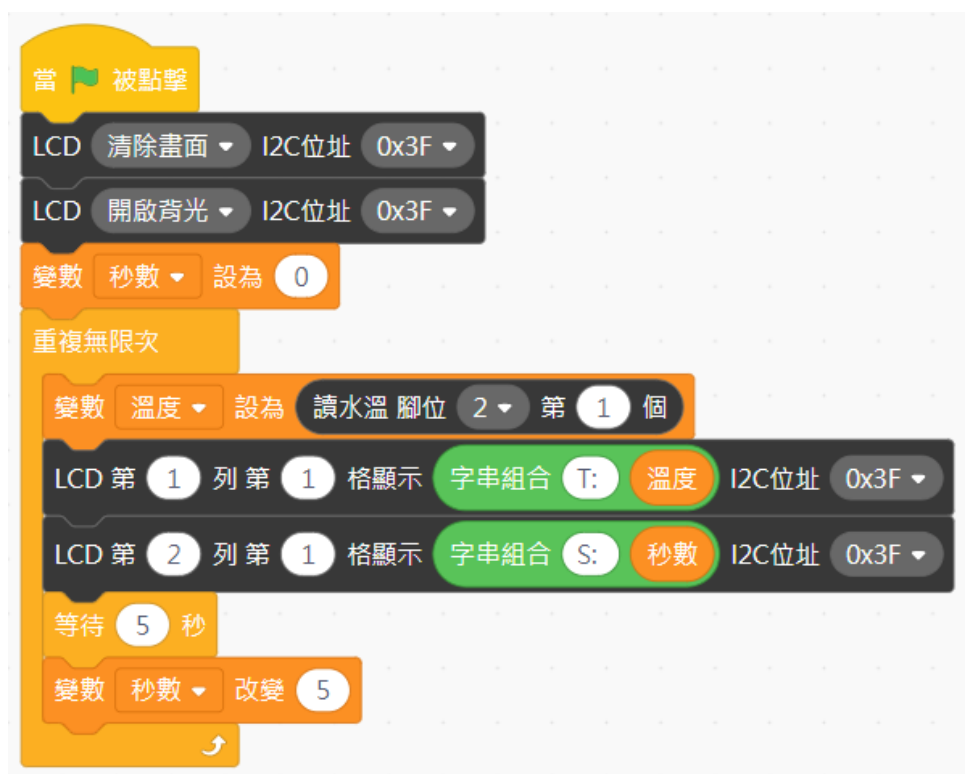 當 被點擊
LCD 清除畫面 I2C位址 0x3F
LCD 開啟背光 I2C位址 0x3F
變數 秒數 設為 0
重複無限次
變數 溫度 設為 讀水溫 腳位 2 第 1 個
LCD 第 1 列 第 1 格顯示 字串組合 T: 溫度 I2C位址 0x3F
LCD 第 2 列 第 1 格顯示 字串組合 S: 秒數 I2C位址 0x3F
等待 5 秒
變數 秒數 改變 5